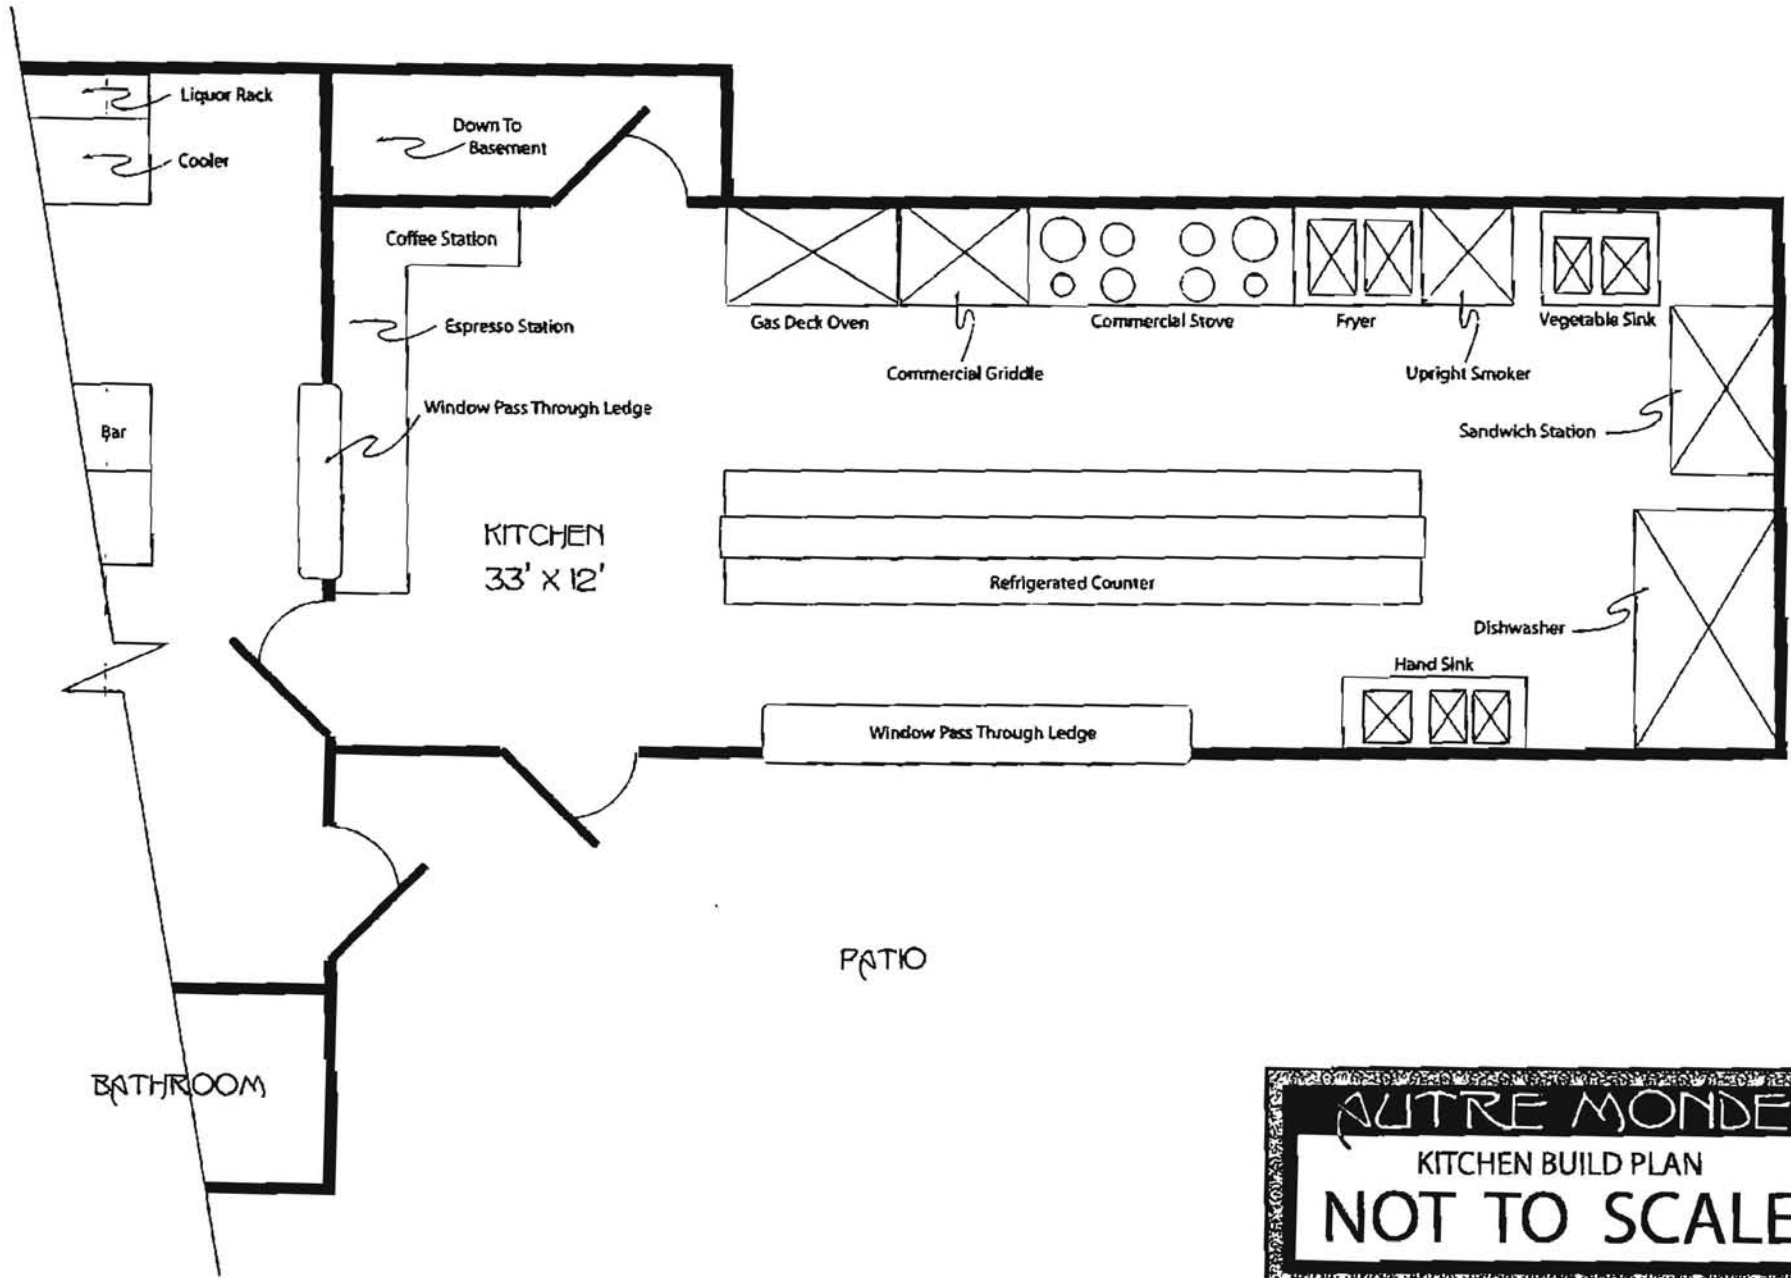 Liquor Rack
Cooler
Down To
Basement
Coffee Station
Espresso Station
Window Pass Through Ledge
Bar
Gas Deck Oven
Commercial Griddle
Commercial Stove
Fryer
Upright Smoker
Vegetable Sink
Sandwich Station
KITCHEN
33' X 12'
Refrigerated Counter
Dishwasher
Hand Sink
Window Pass Through Ledge
PATIO
BATHROOM
AUTRE MONDE
KITCHEN BUILD PLAN
NOT TO SCALE